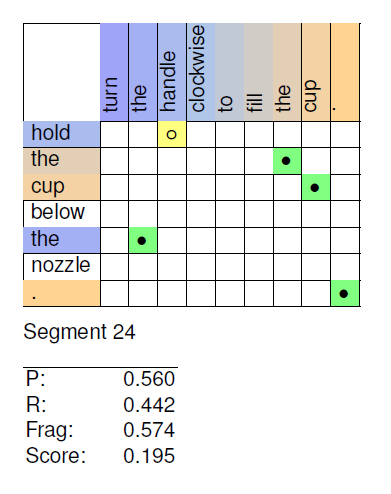 turn the handle clockwise to fill the cup .
hold
the
cup
below
the
nozzle
.
Segment 24
P: 0.560
R: 0.442
Frag: 0.574
Score: 0.195